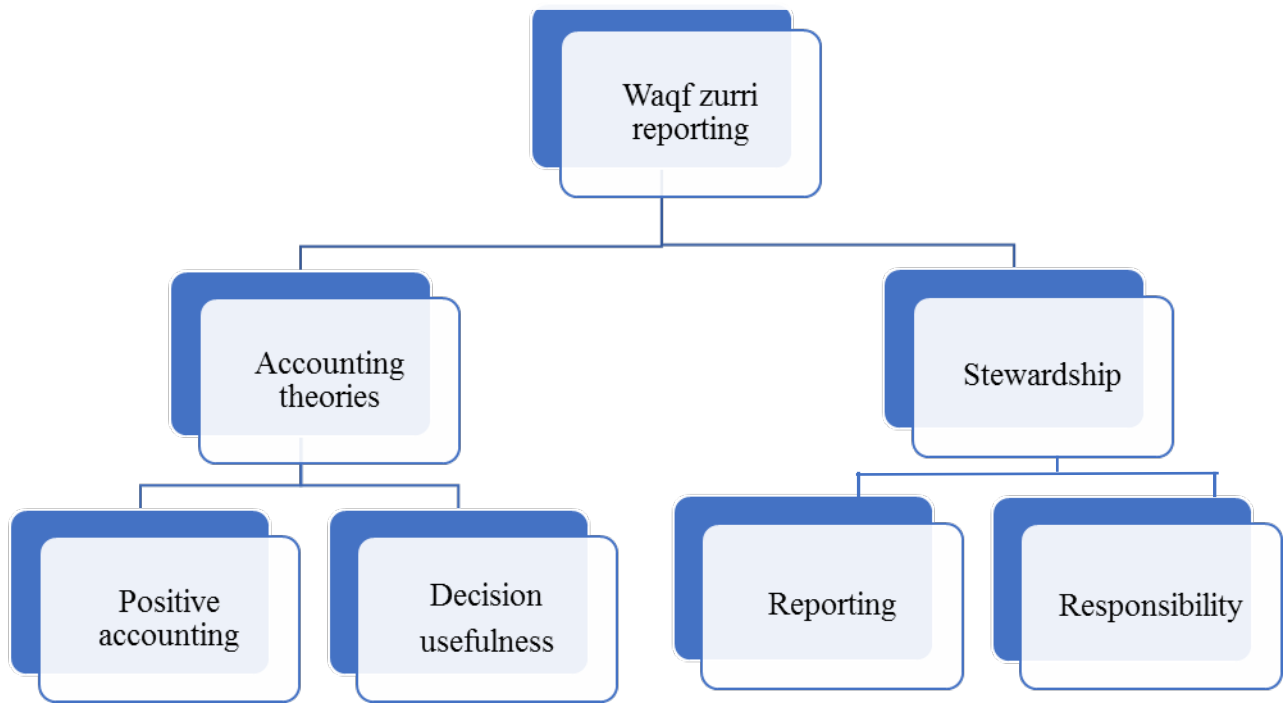 Waqf zurri
reporting
Accounting
theories
Stewardship
Positive
accounting
Decision
usefulness
Reporting
Responsibility